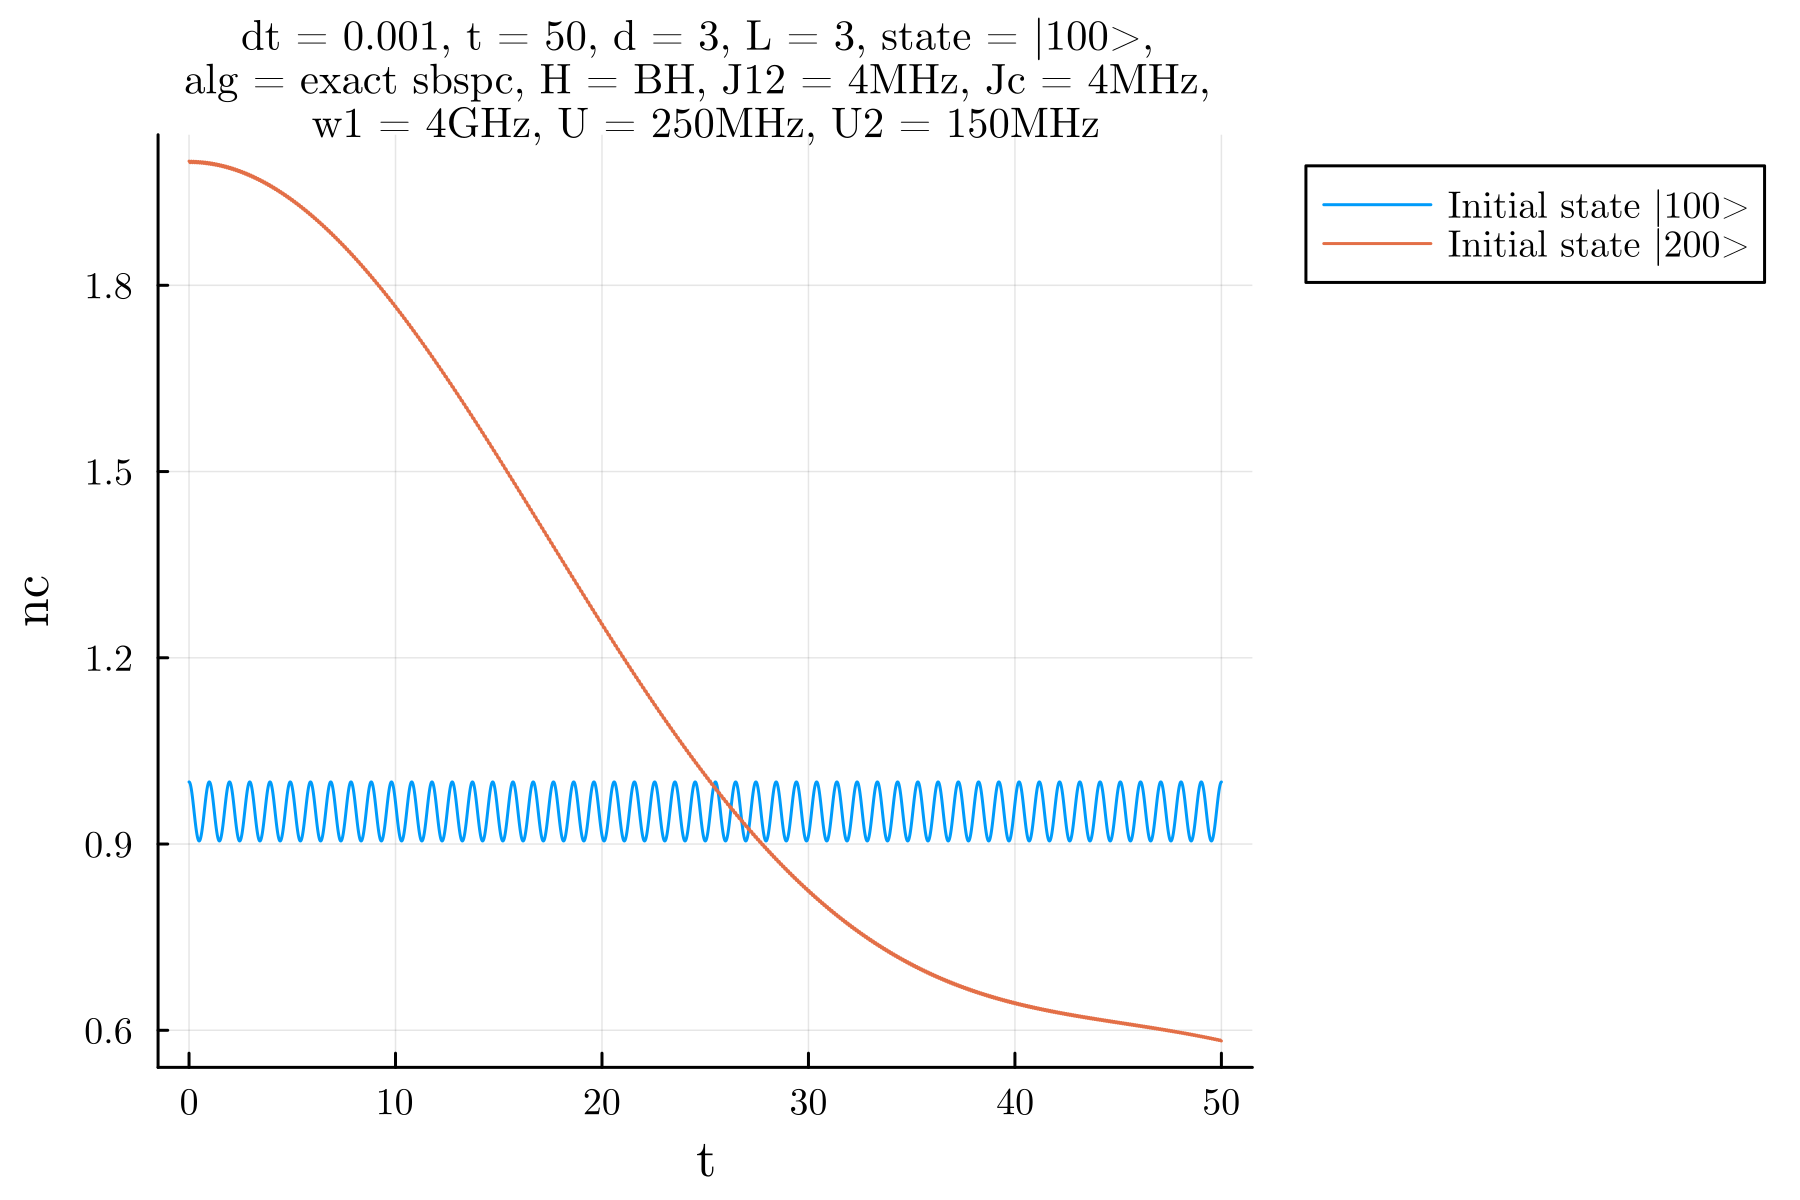 dt = 0.001, t = 50, d = 3, L = 3, state = |100>,
alg = exact sbspc, H = BH, J12 = 4MHz, Jc = 4MHz,
w1 = 4GHz, U = 250MHz, U2 = 150MHz
Initial state |100>
Initial state |200>
1.8
1.5
1.2
0.9
0.6
nc
0 10 20 30 40 50
t